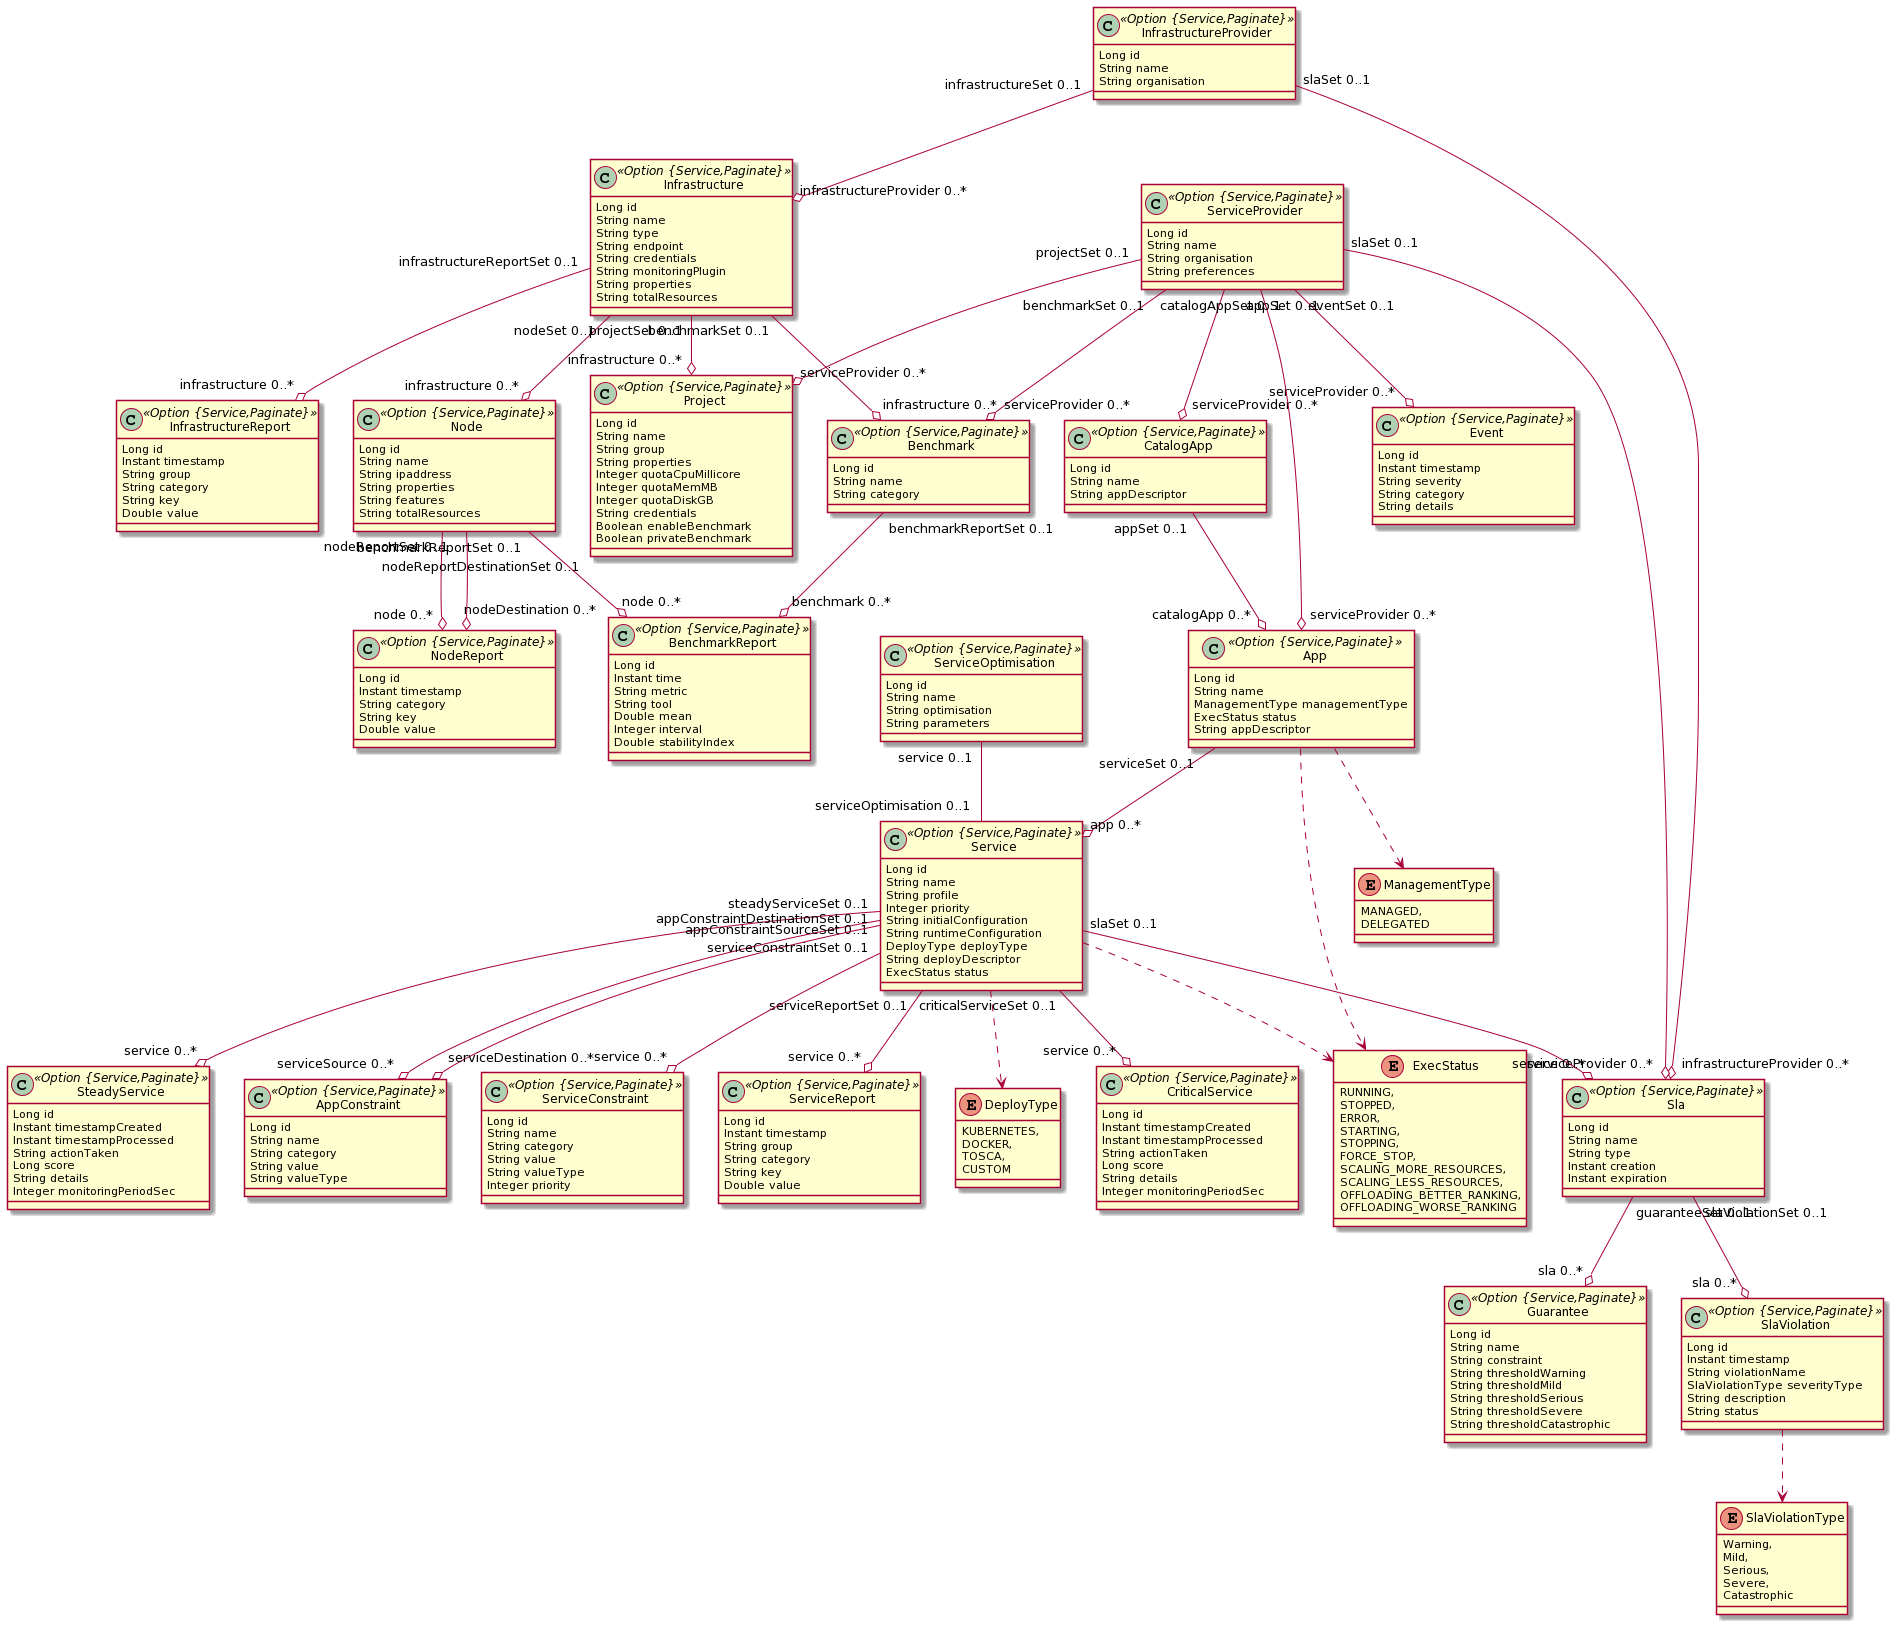 C «Option {Service,Paginate}»
InfrastructureProvider
Long id
String name
String organisation
infrastructureSet 0..1
slaSet 0..1
C «Option {Service,Paginate}»
Infrastructure
Long id
String name
String type
String endpoint
String credentials
String monitoringPlugin
String properties
String totalResources
infrastructureProvider 0..*
C «Option {Service,Paginate}»
ServiceProvider
Long id
String name
String organisation
String preferences
infrastructureReportSet 0..1
projectSet 0..1
slaSet 0..1
nodeSet 0..1
projectSet 0..1
benchmarkSet 0..1
benchmarkSet 0..1
catalogAppSet 0..1
appSet 0..1
eventSet 0..1
infrastructure 0..*
infrastructure 0..*
infrastructure 0..*
serviceProvider 0..*
infrastructure 0..*
serviceProvider 0..*
serviceProvider 0..*
serviceProvider 0..*
C «Option {Service,Paginate}»
InfrastructureReport
Long id
Instant timestamp
String group
String category
String key
Double value
C «Option {Service,Paginate}»
Node
Long id
String name
String ipaddress
String properties
String features
String totalResources
C «Option {Service,Paginate}»
Project
Long id
String name
String group
String properties
Integer quotaCpuMillicore
Integer quotaMemMB
Integer quotaDiskGB
String credentials
Boolean enableBenchmark
Boolean privateBenchmark
C «Option {Service,Paginate}»
Benchmark
Long id
String name
String category
C «Option {Service,Paginate}»
CatalogApp
Long id
String name
String appDescriptor
C «Option {Service,Paginate}»
Event
Long id
Instant timestamp
String severity
String category
String details
nodeReportSet 0..1
BenchmarkReportSet 0..1
nodeReportDestinationSet 0..1
benchmarkReportSet 0..1
appSet 0..1
node 0..*
nodeDestination 0..*
node 0..*
benchmark 0..*
catalogApp 0..*
serviceProvider 0..*
C «Option {Service,Paginate}»
NodeReport
Long id
Instant timestamp
String category
String key
Double value
C «Option {Service,Paginate}»
BenchmarkReport
Long id
Instant time
String metric
String tool
Double mean
Integer interval
Double stabilityIndex
C «Option {Service,Paginate}»
ServiceOptimisation
Long id
String name
String optimisation
String parameters
C «Option {Service,Paginate}»
App
Long id
String name
ManagementType managementType
ExecStatus status
String appDescriptor
service 0..1
serviceSet 0..1
serviceOptimisation 0..1
app 0..*
C «Option {Service,Paginate}»
Service
Long id
String name
String profile
Integer priority
String initialConfiguration
String runtimeConfiguration
DeployType deployType
String deployDescriptor
ExecStatus status
E ManagementType
MANAGED,
DELEGATED
steadyServiceSet 0..1
appConstraintDestinationSet 0..1
appConstraintSourceSet 0..1
serviceConstraintSet 0..1
slaSet 0..1
serviceReportSet 0..1
criticalServiceSet 0..1
service 0..*
serviceSource 0..*
serviceDestination 0..*
service 0..*
service 0..*
service 0..*
service 0..*
serviceProvider 0..*
infrastructureProvider 0..*
C «Option {Service,Paginate}»
SteadyService
Long id
Instant timestampCreated
Instant timestampProcessed
String actionTaken
Long score
String details
Integer monitoringPeriodSec
C «Option {Service,Paginate}»
AppConstraint
Long id
String name
String category
String value
String valueType
C «Option {Service,Paginate}»
ServiceConstraint
Long id
String name
String category
String value
String valueType
Integer priority
C «Option {Service,Paginate}»
ServiceReport
Long id
Instant timestamp
String group
String category
String key
Double value
E DeployType
KUBERNETES,
DOCKER,
TOSCA,
CUSTOM
C «Option {Service,Paginate}»
CriticalService
Long id
Instant timestampCreated
Instant timestampProcessed
String actionTaken
Long score
String details
Integer monitoringPeriodSec
E ExecStatus
RUNNING,
STOPPED,
ERROR,
STARTING,
STOPPING,
FORCE_STOP,
SCALING_MORE_RESOURCES,
SCALING_LESS_RESOURCES,
OFFLOADING_BETTER_RANKING,
OFFLOADING_WORSE_RANKING
C «Option {Service,Paginate}»
Sla
Long id
String name
String type
Instant creation
Instant expiration
guaranteeSet 0..1
slaViolationSet 0..1
sla 0..*
sla 0..*
C «Option {Service,Paginate}»
Guarantee
Long id
String name
String constraint
String thresholdWarning
String thresholdMild
String thresholdSerious
String thresholdSevere
String thresholdCatastrophic
C «Option {Service,Paginate}»
SlaViolation
Long id
Instant timestamp
String violationName
SlaViolationType severityType
String description
String status
E SlaViolationType
Warning,
Mild,
Serious,
Severe,
Catastrophic